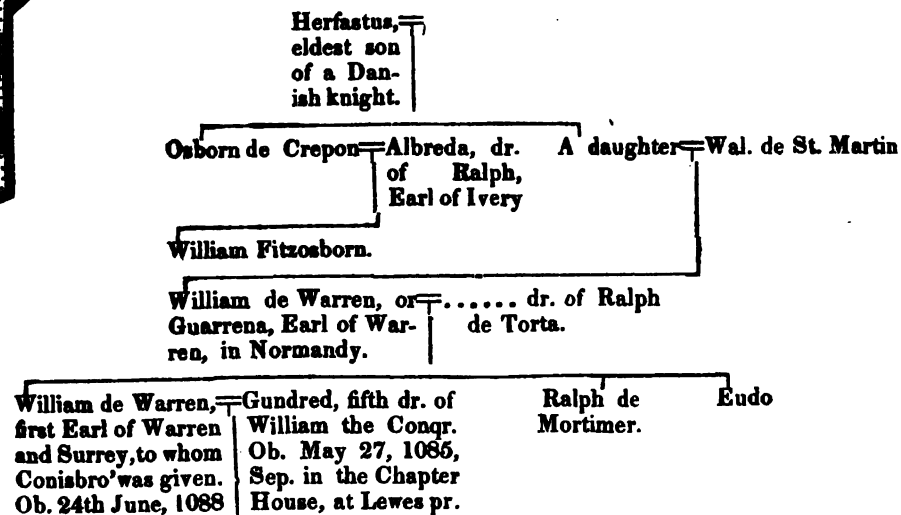 Herfastus,
eldest son
of a Dan-
ish knight.
Osborn de Crepon
Albreda, dr.
of Ralph,
Earl of Ivery
A daughter
Wal. de St. Martin
William Fitzosborn.
William de Warren, or
Guarrena, Earl of War-
ren, in Normandy.
...... dr. of Ralph
de Torta.
William de Warren,
first Earl of Warren
and Surrey, to whom
Conisbro' was given.
Ob. 24th June, 1088
Gundred, fifth dr. of
William the Conqr.
Ob. May 27, 1085,
Sep. in the Chapter
House, at Lewes pr.
Ralph de
Mortimer.
Eudo